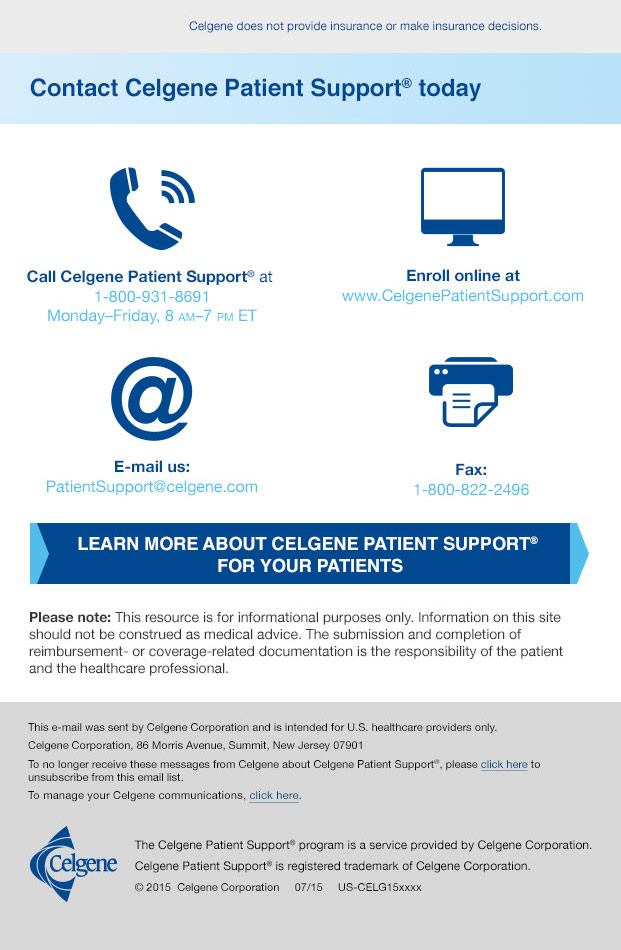 Celgene does not provide insurance or make insurance decisions.
Contact Celgene Patient Support® today
Call Celgene Patient Support® at
1-800-931-8691
Monday–Friday, 8 AM–7 PM ET
Enroll online at
www.CelgenePatientSupport.com
@
E-mail us:
PatientSupport@celgene.com
Fax:
1-800-822-2496
LEARN MORE ABOUT CELGENE PATIENT SUPPORT®
FOR YOUR PATIENTS
Please note: This resource is for informational purposes only. Information on this site
should not be construed as medical advice. The submission and completion of
reimbursement- or coverage-related documentation is the responsibility of the patient
and the healthcare professional.
This e-mail was sent by Celgene Corporation and is intended for U.S. healthcare providers only.
Celgene Corporation, 86 Morris Avenue, Summit, New Jersey 07901
To no longer receive these messages from Celgene about Celgene Patient Support®, please click here to
unsubscribe from this email list.
To manage your Celgene communications, click here.
Celgene
The Celgene Patient Support® program is a service provided by Celgene Corporation.
Celgene Patient Support® is registered trademark of Celgene Corporation.
© 2015 Celgene Corporation 07/15 US-CELG15xxxx